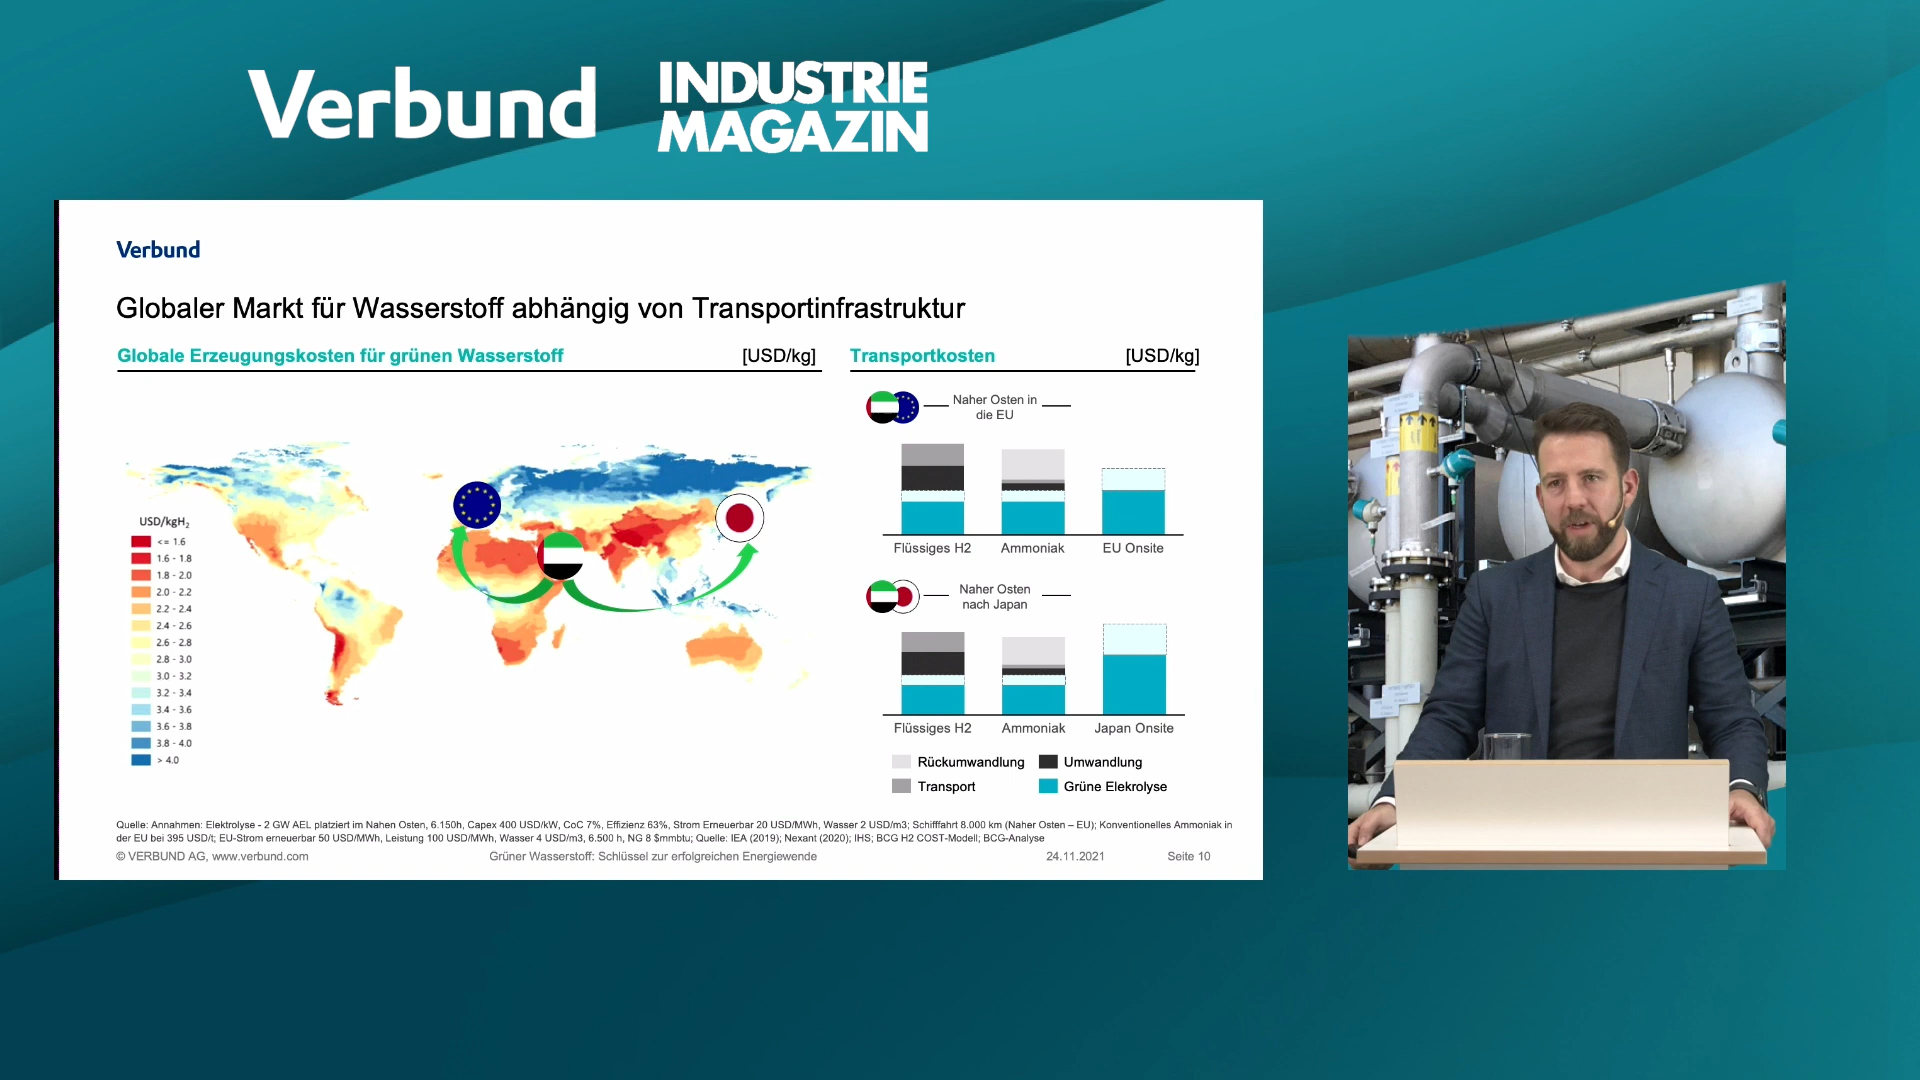 Verbund
INDUSTRIE
MAGAZIN
Verbund
Globaler Markt für Wasserstoff abhängig von Transportinfrastruktur
Globale Erzeugungskosten für grünen Wasserstoff [USD/kg]
USD/kgH2
<= 1.6
1.6 - 1.8
1.8 - 2.0
2.0 - 2.2
2.2 - 2.4
2.4 - 2.6
2.6 - 2.8
2.8 - 3.0
3.0 - 3.2
3.2 - 3.4
3.4 - 3.6
3.6 - 3.8
3.8 - 4.0
> 4.0
Transportkosten [USD/kg]
Naher Osten in
die EU
Flüssiges H2 Ammoniak EU Onsite
Naher Osten
nach Japan
Flüssiges H2 Ammoniak Japan Onsite
Rückumwandlung Umwandlung
Transport Grüne Elekrolyse
Quelle: Annahmen: Elektrolyse - 2 GW AEL platziert im Nahen Osten, 6.150h, Capex 400 USD/kW, CoC 7%, Effizienz 63%, Strom Erneuerbar 20 USD/MWh, Wasser 2 USD/m3; Schifffahrt 8.000 km (Naher Osten – EU); Konventionelles Ammoniak in
der EU bei 395 USD/t; EU-Strom erneuerbar 50 USD/MWh, Leistung 100 USD/MWh, Wasser 4 USD/m3, 6.500 h, NG 8 $mmbtu; Quelle: IEA (2019); Nexant (2020); IHS; BCG H2 COST-Modell; BCG-Analyse
© VERBUND AG, www.verbund.com Grüner Wasserstoff: Schlüssel zur erfolgreichen Energiewende 24.11.2021 Seite 10